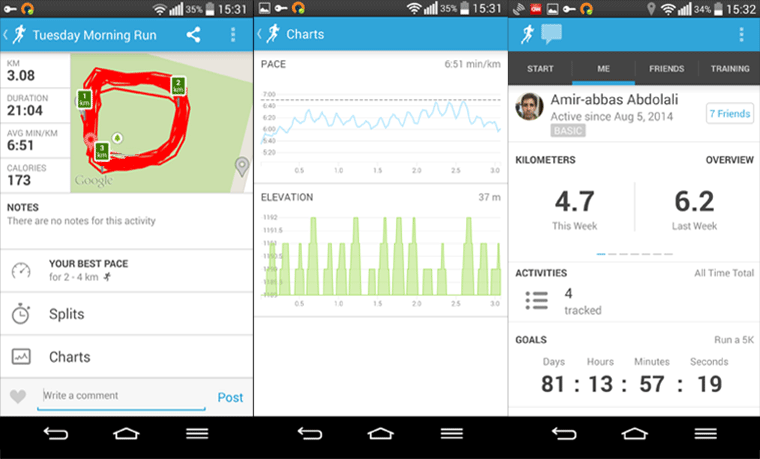 35% 15:31
Tuesday Morning Run
KM
3.08
DURATION
21:04
AVG MIN/KM
6:51
CALORIES
173
1
km
2
km
3
km
Google
NOTES
There are no notes for this activity
YOUR BEST PACE
for 2 - 4 km
Splits
Charts
Write a comment
Post
35% 15:31
Charts
PACE
6:51 min/km
7:00
6:40
6:20
6:00
5:40
5:20
0.5 1.0 1.5 2.0 2.5 3.0
ELEVATION
37 m
1192
1151
0.5 1.0 1.5 2.0 2.5 3.0
34% 15:32
START ME FRIENDS TRAINING
Amir-abbas Abdolali
Active since Aug 5, 2014
BASIC
7 Friends
KILOMETERS
OVERVIEW
4.7
This Week
6.2
Last Week
ACTIVITIES
All Time Total
4
tracked
GOALS
Run a 5K
Days Hours Minutes Seconds
81 : 13 : 57 : 19